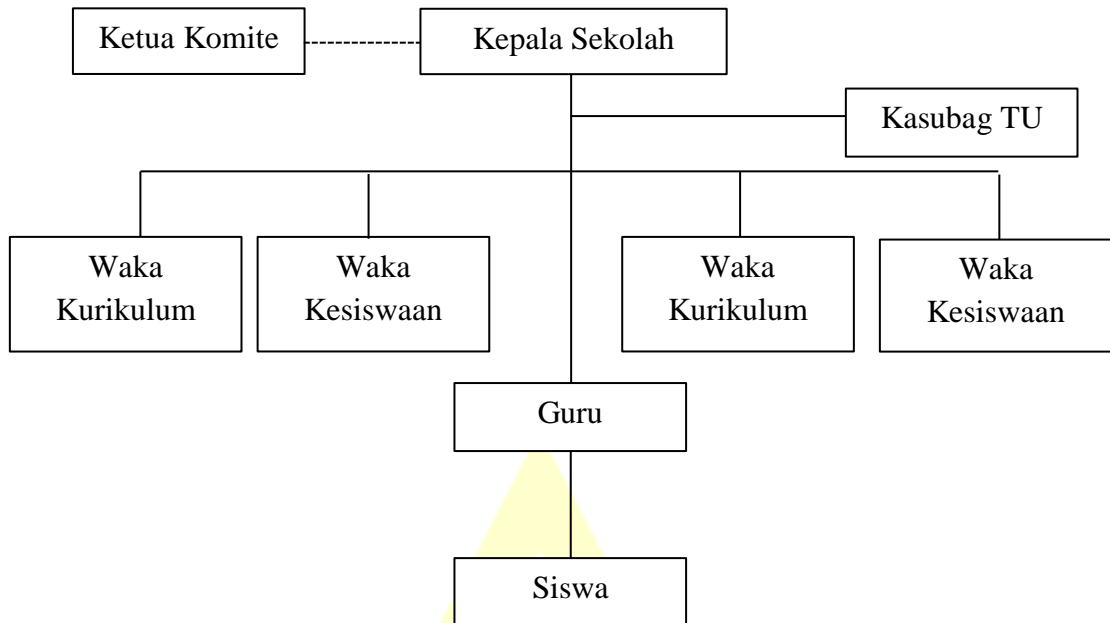 Ketua Komite
Kepala Sekolah
Kasubag TU
Waka
Kurikulum
Waka
Kesiswaan
Waka
Kurikulum
Waka
Kesiswaan
Guru
Siswa